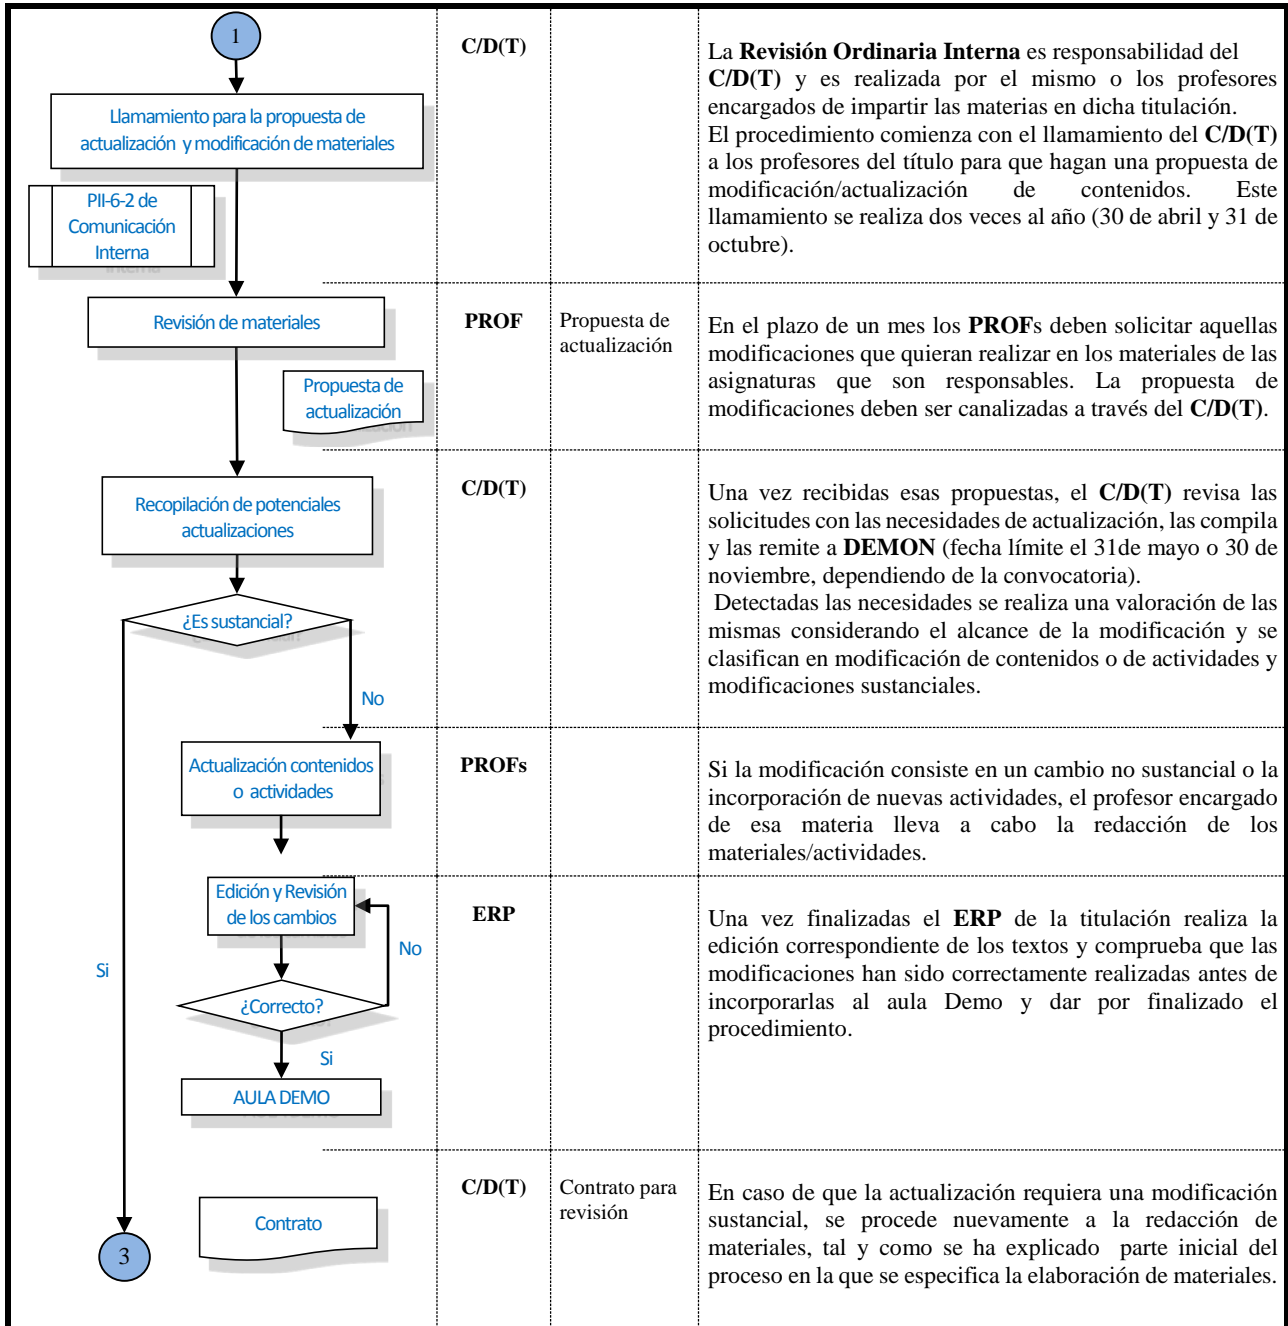 1
C/D(T)
La Revisión Ordinaria Interna es responsabilidad del
C/D(T) y es realizada por el mismo o los profesores
encargados de impartir las materias en dicha titulación.
El procedimiento comienza con el llamamiento del C/D(T)
a los profesores del título para que hagan una propuesta de
modificación/actualización de contenidos. Este
llamamiento se realiza dos veces al año (30 de abril y 31 de
octubre).
Llamamiento para la propuesta de
actualización y modificación de materiales
PII-6-2 de
Comunicación
Interna
Revisión de materiales
Propuesta de
actualización
PROF
Propuesta de
actualización
En el plazo de un mes los PROFs deben solicitar aquellas
modificaciones que quieran realizar en los materiales de las
asignaturas que son responsables. La propuesta de
modificaciones deben ser canalizadas a través del C/D(T).
Recopilación de potenciales
actualizaciones
¿Es sustancial?
No
C/D(T)
Una vez recibidas esas propuestas, el C/D(T) revisa las
solicitudes con las necesidades de actualización, las compila
y las remite a DEMON (fecha límite el 31de mayo o 30 de
noviembre, dependiendo de la convocatoria).
Detectadas las necesidades se realiza una valoración de las
mismas considerando el alcance de la modificación y se
clasifican en modificación de contenidos o de actividades y
modificaciones sustanciales.
Actualización contenidos
o actividades
PROFs
Si la modificación consiste en un cambio no sustancial o la
incorporación de nuevas actividades, el profesor encargado
de esa materia lleva a cabo la redacción de los
materiales/actividades.
Edición y Revisión
de los cambios
No
Si
¿Correcto?
Si
AULA DEMO
ERP
Una vez finalizadas el ERP de la titulación realiza la
edición correspondiente de los textos y comprueba que las
modificaciones han sido correctamente realizadas antes de
incorporarlas al aula Demo y dar por finalizado el
procedimiento.
Contrato
3
C/D(T)
Contrato para
revisión
En caso de que la actualización requiera una modificación
sustancial, se procede nuevamente a la redacción de
materiales, tal y como se ha explicado parte inicial del
proceso en la que se especifica la elaboración de materiales.